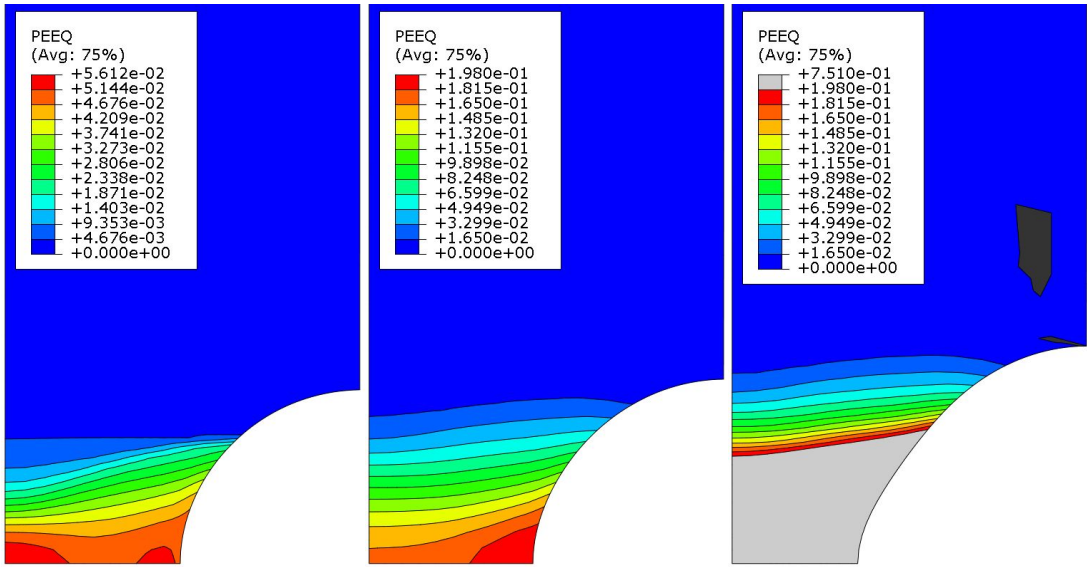 PEEQ
(Avg: 75%)
+5.612e-02
+5.144e-02
+4.676e-02
+4.209e-02
+3.741e-02
+3.273e-02
+2.806e-02
+2.338e-02
+1.871e-02
+1.403e-02
+9.353e-03
+4.676e-03
+0.000e+00
PEEQ
(Avg: 75%)
+1.980e-01
+1.815e-01
+1.650e-01
+1.485e-01
+1.320e-01
+1.155e-01
+9.898e-02
+8.248e-02
+6.599e-02
+4.949e-02
+3.299e-02
+1.650e-02
+0.000e+00
PEEQ
(Avg: 75%)
+7.510e-01
+1.980e-01
+1.815e-01
+1.650e-01
+1.485e-01
+1.320e-01
+1.155e-01
+9.898e-02
+8.248e-02
+6.599e-02
+4.949e-02
+3.299e-02
+1.650e-02
+0.000e+00